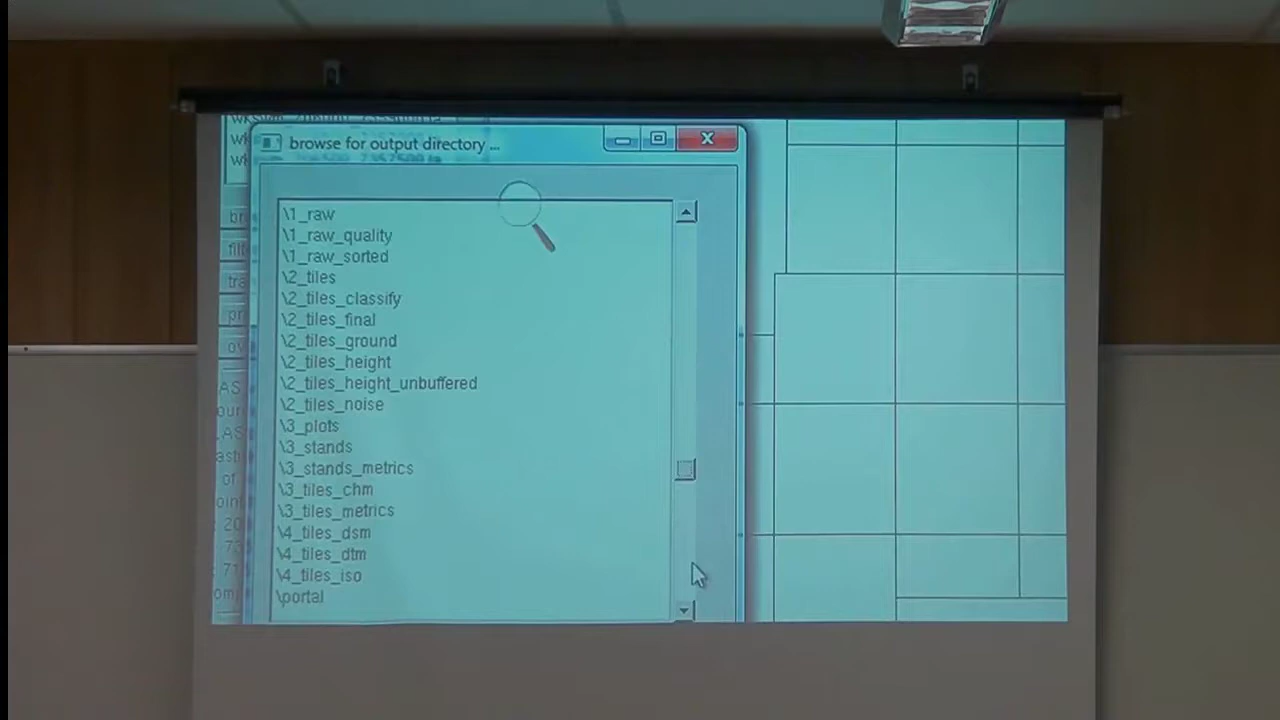 browse for output directory ...
\1_raw
\1_raw_quality
\1_raw_sorted
\2_tiles
\2_tiles_classify
\2_tiles_final
\2_tiles_ground
\2_tiles_height
\2_tiles_height_unbuffered
\2_tiles_noise
\3_plots
\3_stands
\3_stands_metrics
\3_tiles_chm
\3_tiles_metrics
\4_tiles_dsm
\4_tiles_dtm
\4_tiles_iso
\portal